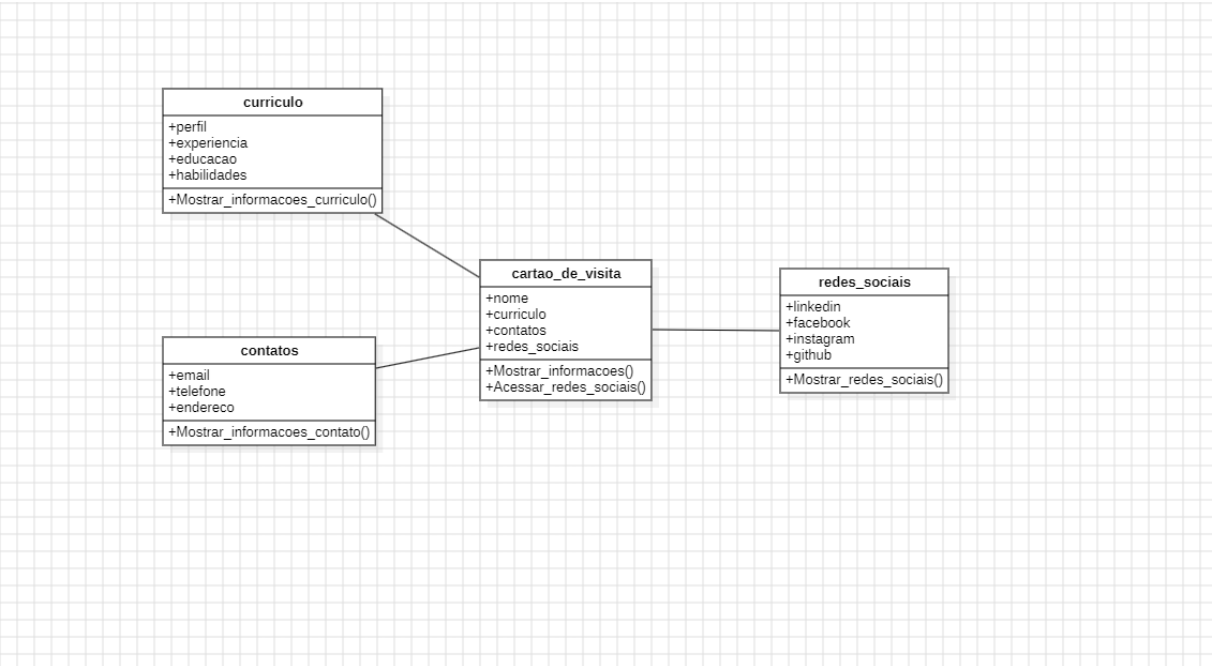 curriculo
+perfil
+experiencia
+educacao
+habilidades
+Mostrar_informacoes_curriculo()
contatos
+email
+telefone
+endereco
+Mostrar_informacoes_contato()
cartao_de_visita
+nome
+curriculo
+contatos
+redes_sociais
+Mostrar_informacoes()
+Acessar_redes_sociais()
redes_sociais
+linkedin
+facebook
+instagram
+github
+Mostrar_redes_sociais()